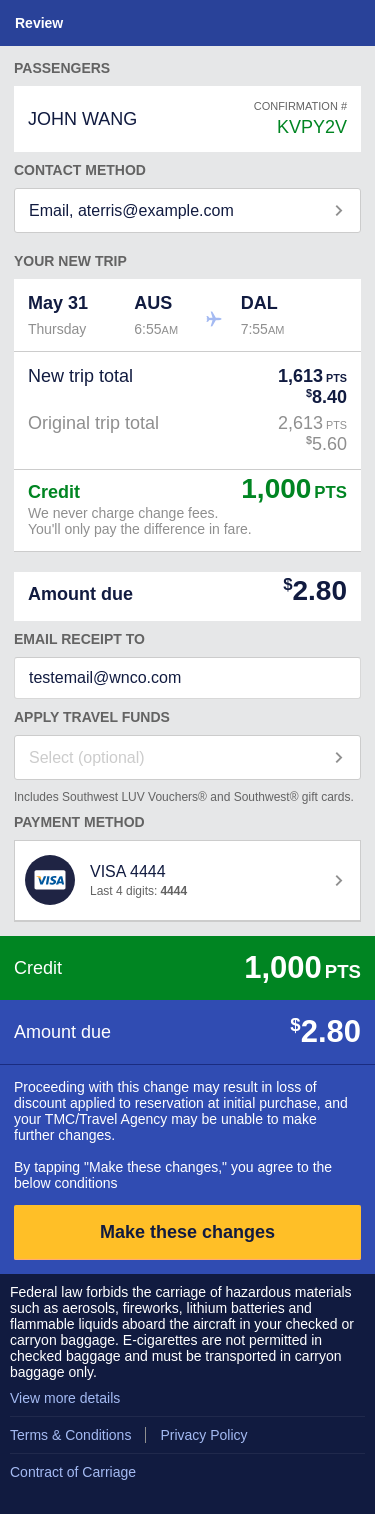 Review
PASSENGERS
JOHN WANG
CONFIRMATION #
KVPY2V
CONTACT METHOD
Email, aterris@example.com
YOUR NEW TRIP
May 31 AUS DAL
Thursday 6:55AM 7:55AM
New trip total 1,613 PTS
$8.40
Original trip total 2,613 PTS
$5.60
Credit 1,000 PTS
We never charge change fees.
You'll only pay the difference in fare.
Amount due $2.80
EMAIL RECEIPT TO
testemail@wnco.com
APPLY TRAVEL FUNDS
Select (optional)
Includes Southwest LUV Vouchers® and Southwest® gift cards.
PAYMENT METHOD
VISA
VISA 4444
Last 4 digits: 4444
Credit 1,000 PTS
Amount due $2.80
Proceeding with this change may result in loss of
discount applied to reservation at initial purchase, and
your TMC/Travel Agency may be unable to make
further changes.
By tapping "Make these changes," you agree to the
below conditions
Make these changes
Federal law forbids the carriage of hazardous materials
such as aerosols, fireworks, lithium batteries and
flammable liquids aboard the aircraft in your checked or
carryon baggage. E-cigarettes are not permitted in
checked baggage and must be transported in carryon
baggage only.
View more details
Terms & Conditions Privacy Policy
Contract of Carriage